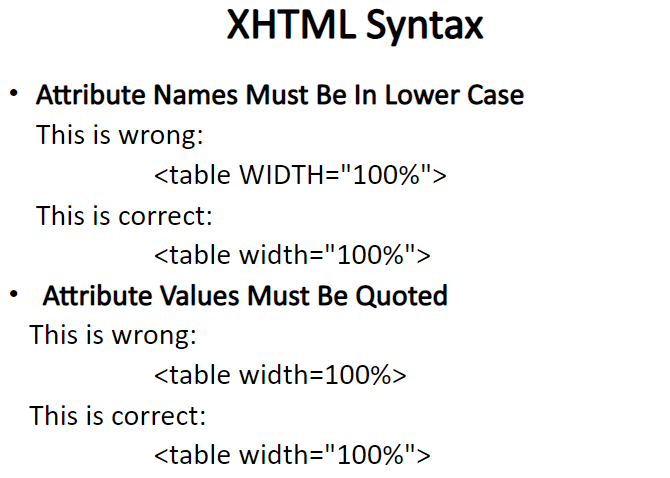 XHTML Syntax
• Attribute Names Must Be In Lower Case
This is wrong:
<table WIDTH="100%">
This is correct:
<table width="100%">
• Attribute Values Must Be Quoted
This is wrong:
<table width=100%>
This is correct:
<table width="100%">